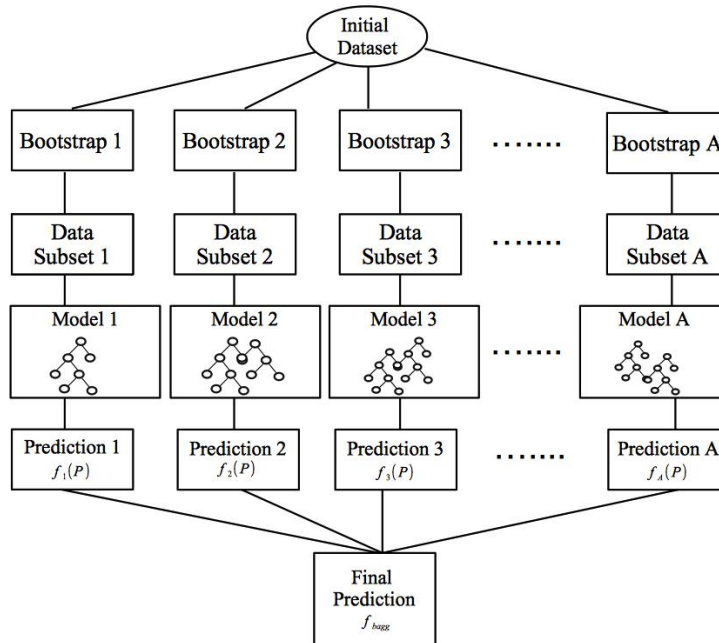 Initial
Dataset
Bootstrap 1
Bootstrap 2
Bootstrap 3
.......
Bootstrap A
Data
Subset 1
Data
Subset 2
Data
Subset 3
.......
Data
Subset A
Model 1
Model 2
Model 3
.......
Model A
Prediction 1
f₁(P)
Prediction 2
f₂(P)
Prediction 3
f₃(P)
.......
Prediction A
f_A(P)
Final
Prediction
f_bagg